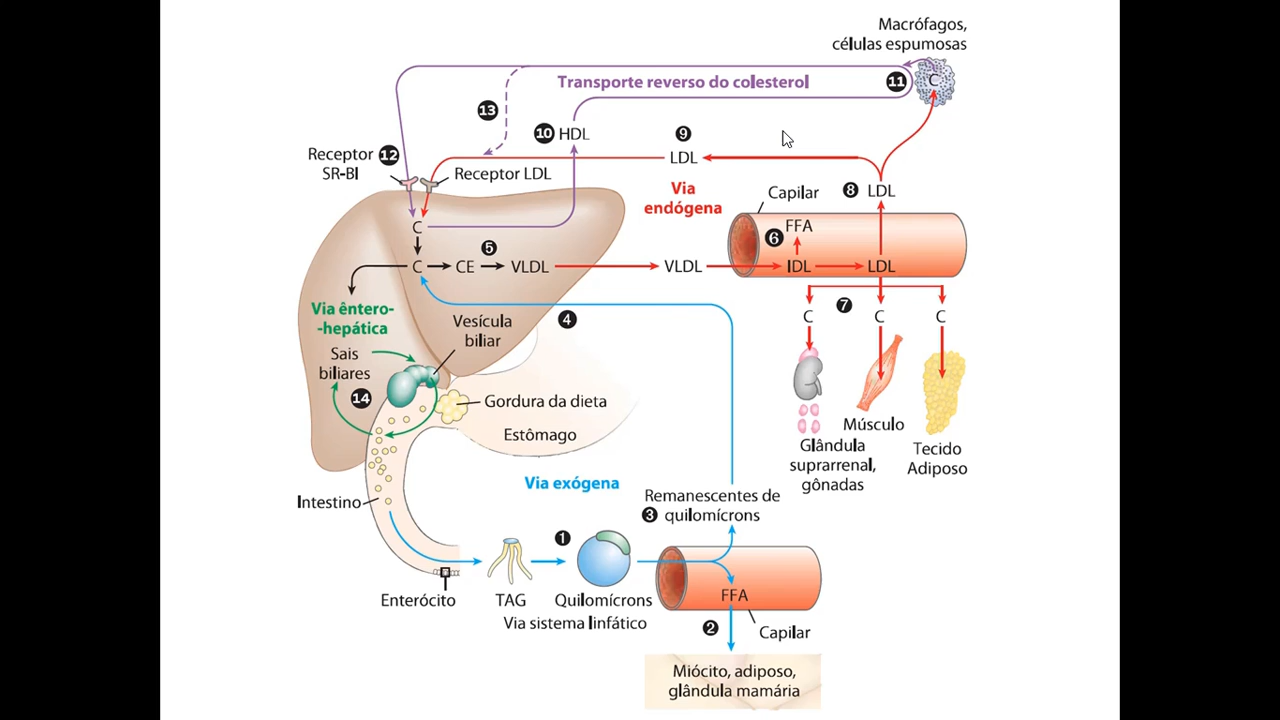 Macrófagos,
células espumosas
C
11
Transporte reverso do colesterol
13
10 HDL
9
LDL
Receptor 12
SR-BI
Receptor LDL
Via
endógena
Capilar
8 LDL
FFA
6
C
5
C CE VLDL
VLDL
IDL
LDL
Via êntero-
-hepática
Vesícula
biliar
4
7
C
C
C
Sais
biliares
14
Gordura da dieta
Estômago
Músculo
Glândula
suprarrenal,
gônadas
Tecido
Adiposo
Via exógena
Intestino
Remanescentes de
3 quilomícrons
1
Enterócito
TAG
Quilomícrons
Via sistema linfático
FFA
2
Capilar
Miócito, adiposo,
glândula mamária